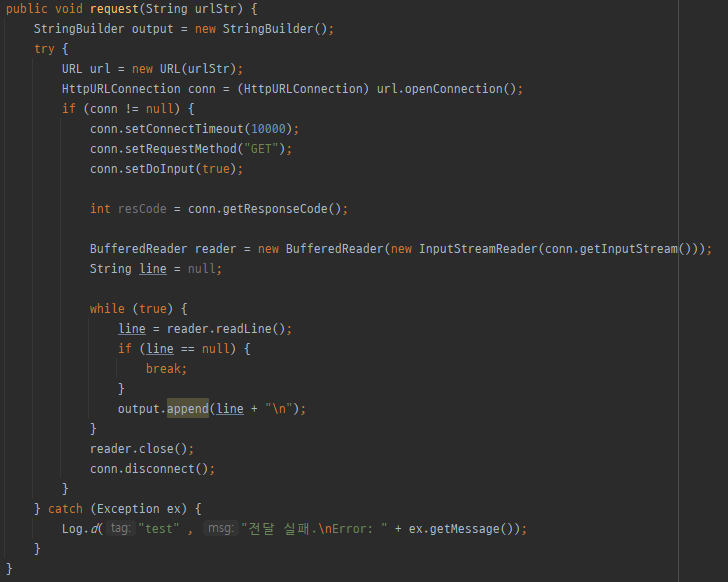 public void request(String urlStr) {
StringBuilder output = new StringBuilder();
try {
URL url = new URL(urlStr);
HttpURLConnection conn = (HttpURLConnection) url.openConnection();
if (conn != null) {
conn.setConnectTimeout(10000);
conn.setRequestMethod("GET");
conn.setDoInput(true);
int resCode = conn.getResponseCode();
BufferedReader reader = new BufferedReader(new InputStreamReader(conn.getInputStream()));
String line = null;
while (true) {
line = reader.readLine();
if (line == null) {
break;
}
output.append(line + "\n");
}
reader.close();
conn.disconnect();
}
} catch (Exception ex) {
Log.d( tag: "test" , msg: "전달 실패.\nError: " + ex.getMessage());
}
}